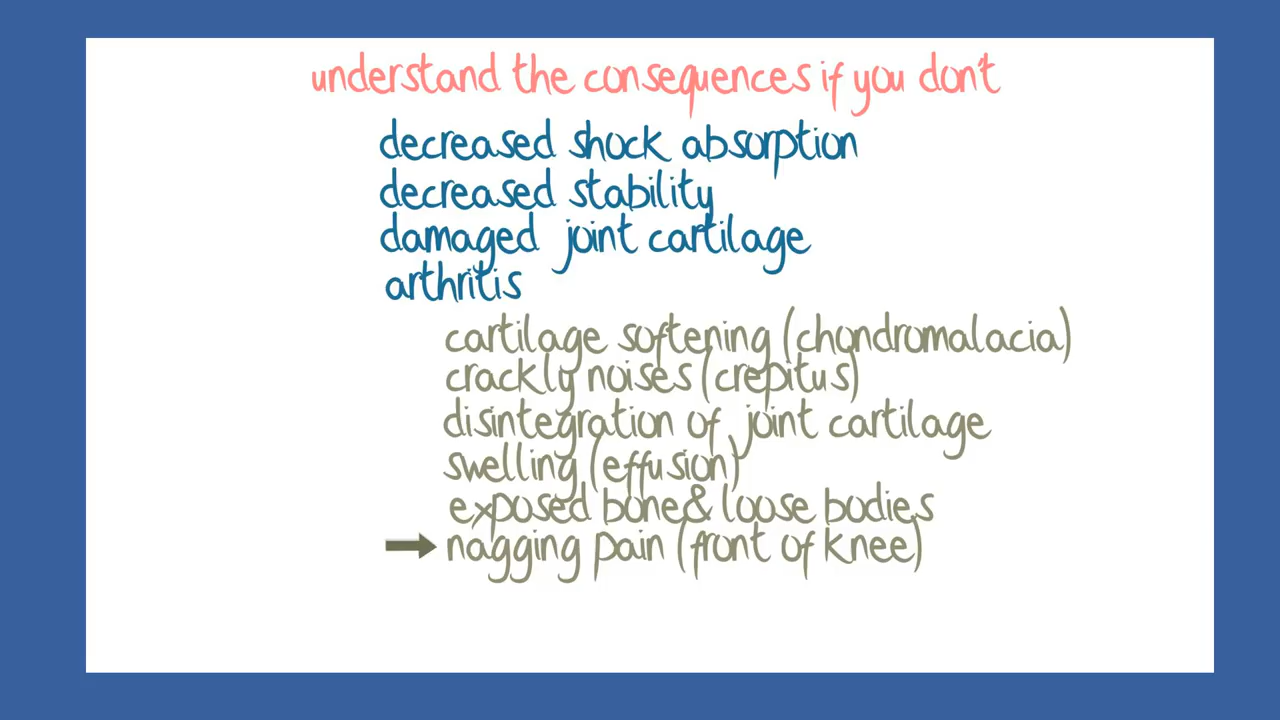 understand the consequences if you don't
decreased shock absorption
decreased stability
damaged joint cartilage
arthritis
cartilage softening (chondromalacia)
crackly noises (crepitus)
disintegration of joint cartilage
swelling (effusion)
exposed bone & loose bodies
nagging pain (front of knee)